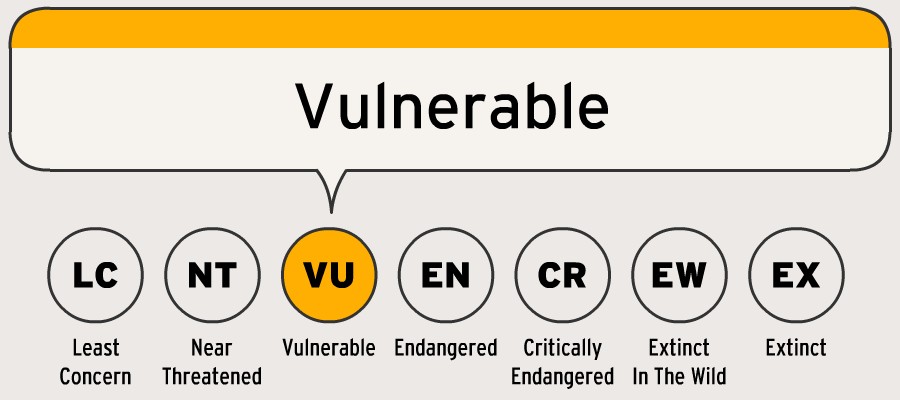 Vulnerable
LC NT VU EN CR EW EX
Least Near Vulnerable Endangered Critically Extinct Extinct
Concern Threatened Endangered In The Wild